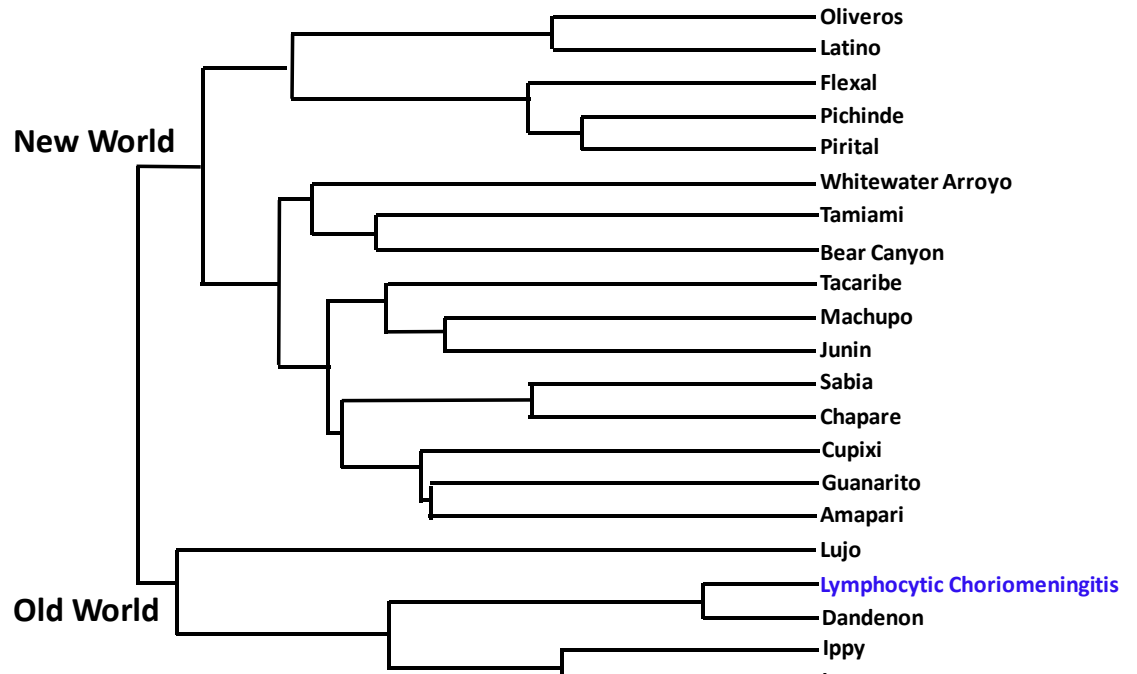 Oliveros
Latino
Flexal
Pichinde
New World
Pirital
Whitewater Arroyo
Tamiami
Bear Canyon
Tacaribe
Machupo
Junin
Sabia
Chapare
Cupixi
Guanarito
Amapari
Lujo
Lymphocytic Choriomeningitis
Old World
Dandenon
Ippy